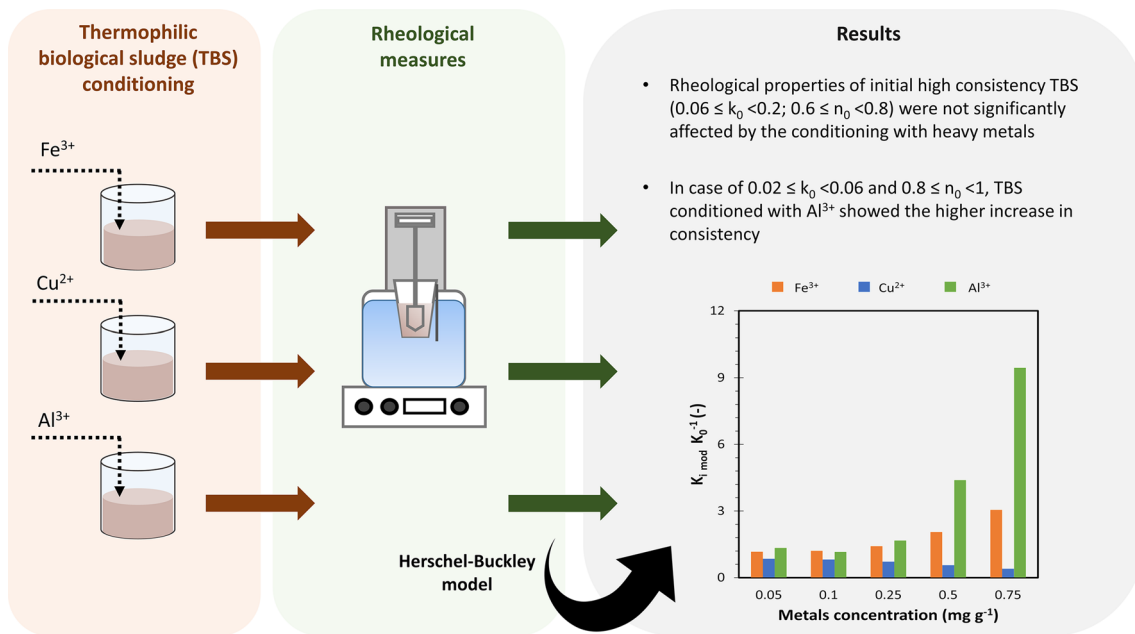 Thermophilic
biological sludge (TBS)
conditioning
Fe³⁺
Cu²⁺
Al³⁺
Rheological
measures
Herschel-Buckley
model
Results
• Rheological properties of initial high consistency TBS
(0.06 ≤ k₀ <0.2; 0.6 ≤ n₀ <0.8) were not significantly
affected by the conditioning with heavy metals
• In case of 0.02 ≤ k₀ <0.06 and 0.8 ≤ n₀ <1, TBS
conditioned with Al³⁺ showed the higher increase in
consistency
Fe³⁺ Cu²⁺ Al³⁺
K_i mod K₀⁻¹ (-)
12
9
6
3
0
0.05 0.1 0.25 0.5 0.75
Metals concentration (mg g⁻¹)